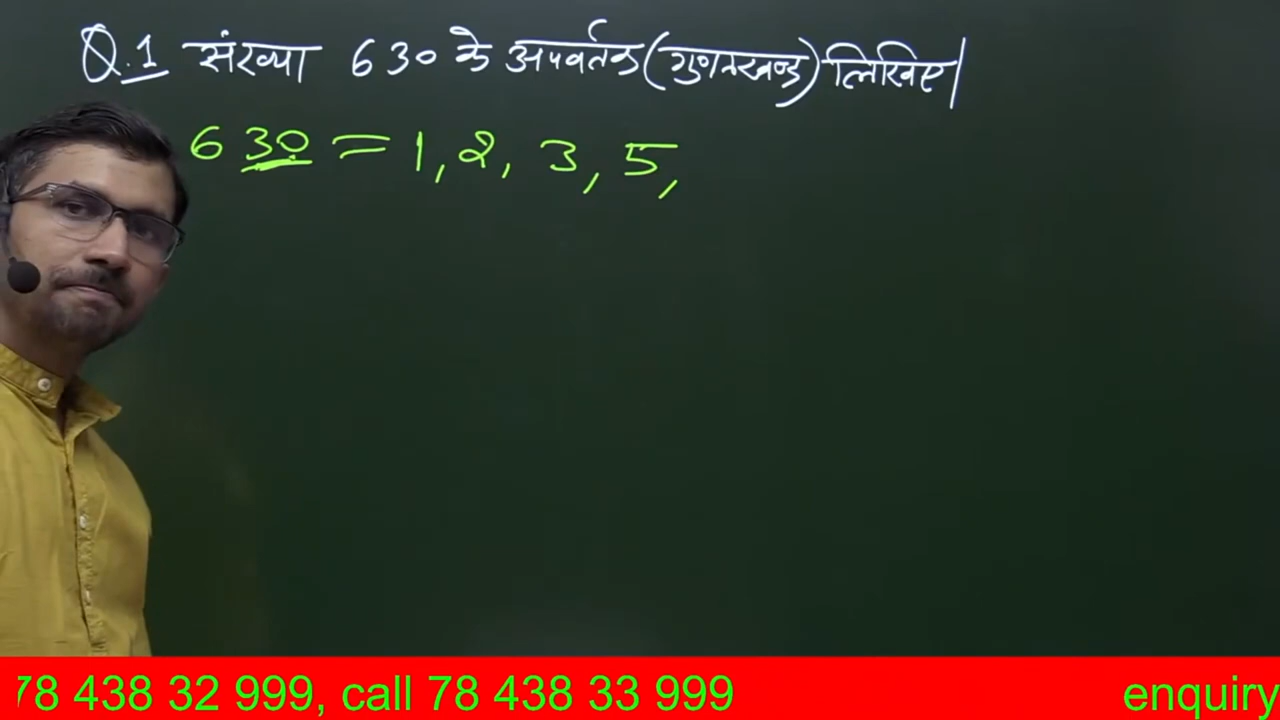 Q.1 संख्या 630 के अपवर्तक (गुणनखण्ड) लिखिए|
630 = 1, 2, 3, 5,
78 438 32 999, call 78 438 33 999 enquiry